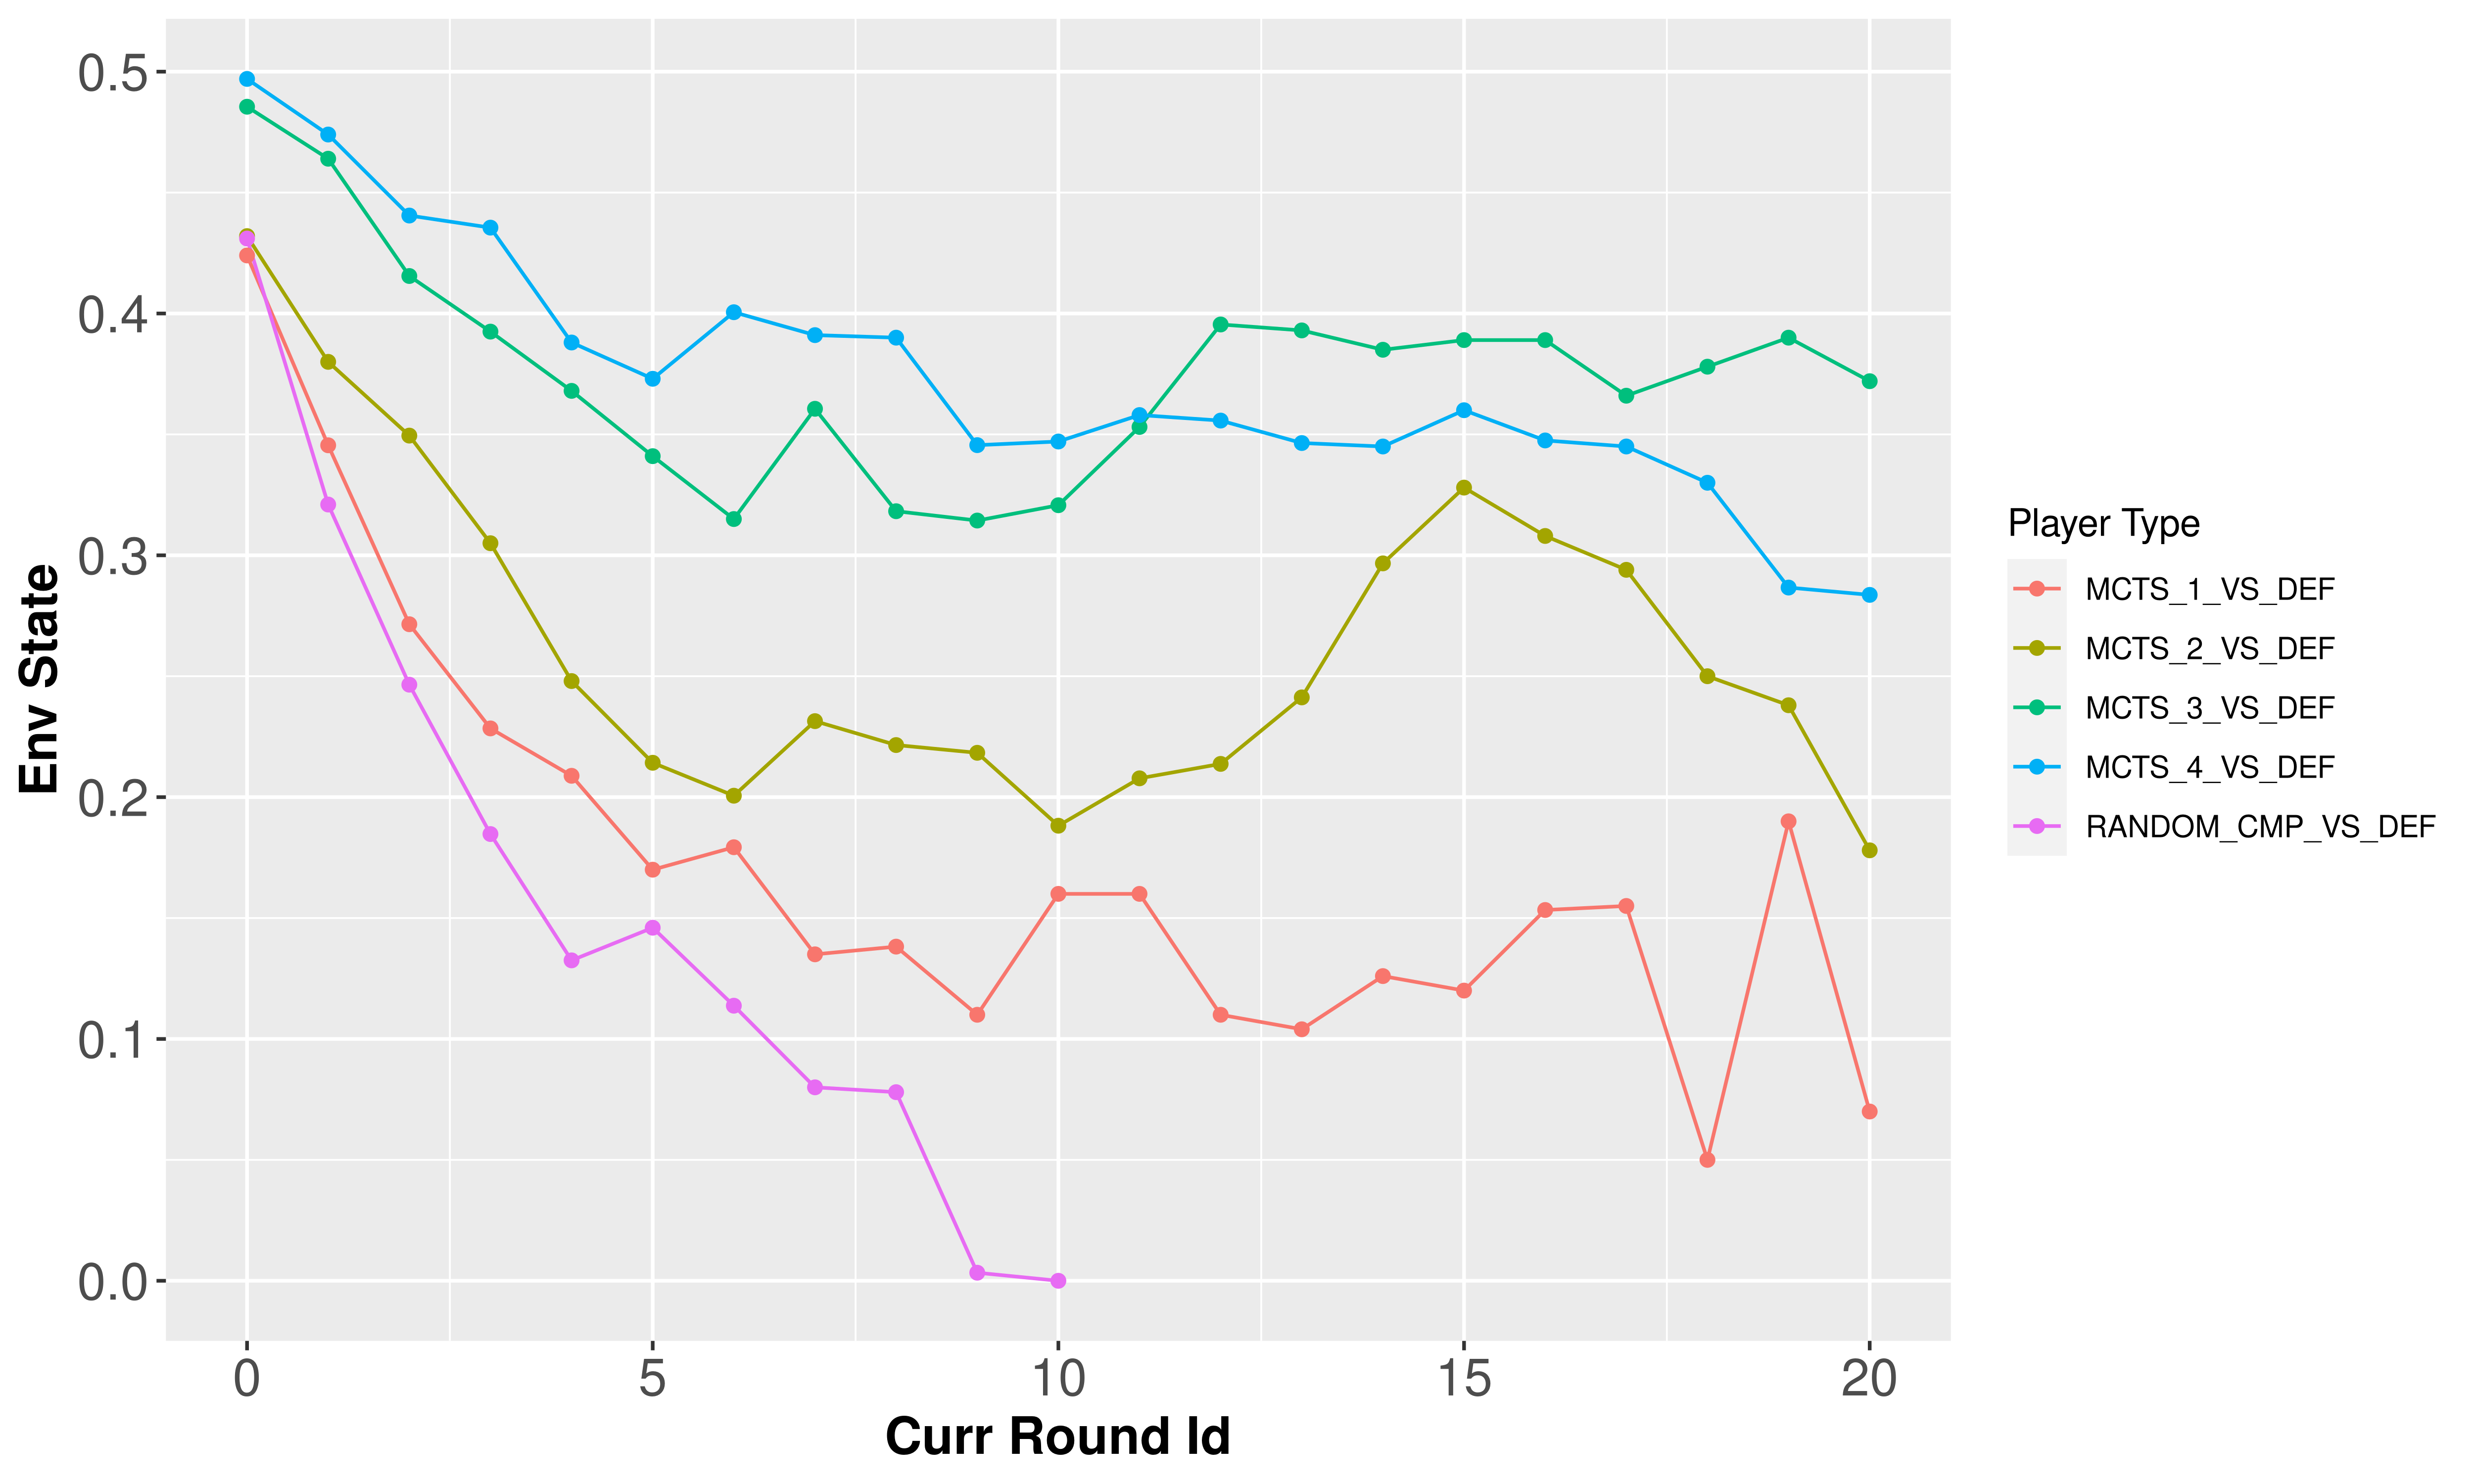 0.5
0.4
0.3
0.2
0.1
0.0
Env State
0
5
10
15
20
Curr Round Id
Player Type
MCTS_1_VS_DEF
MCTS_2_VS_DEF
MCTS_3_VS_DEF
MCTS_4_VS_DEF
RANDOM_CMP_VS_DEF